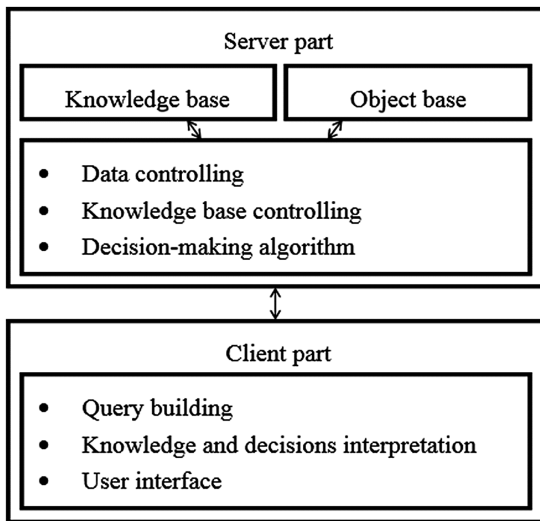 Server part
Knowledge base
Object base
• Data controlling
• Knowledge base controlling
• Decision-making algorithm
Client part
• Query building
• Knowledge and decisions interpretation
• User interface